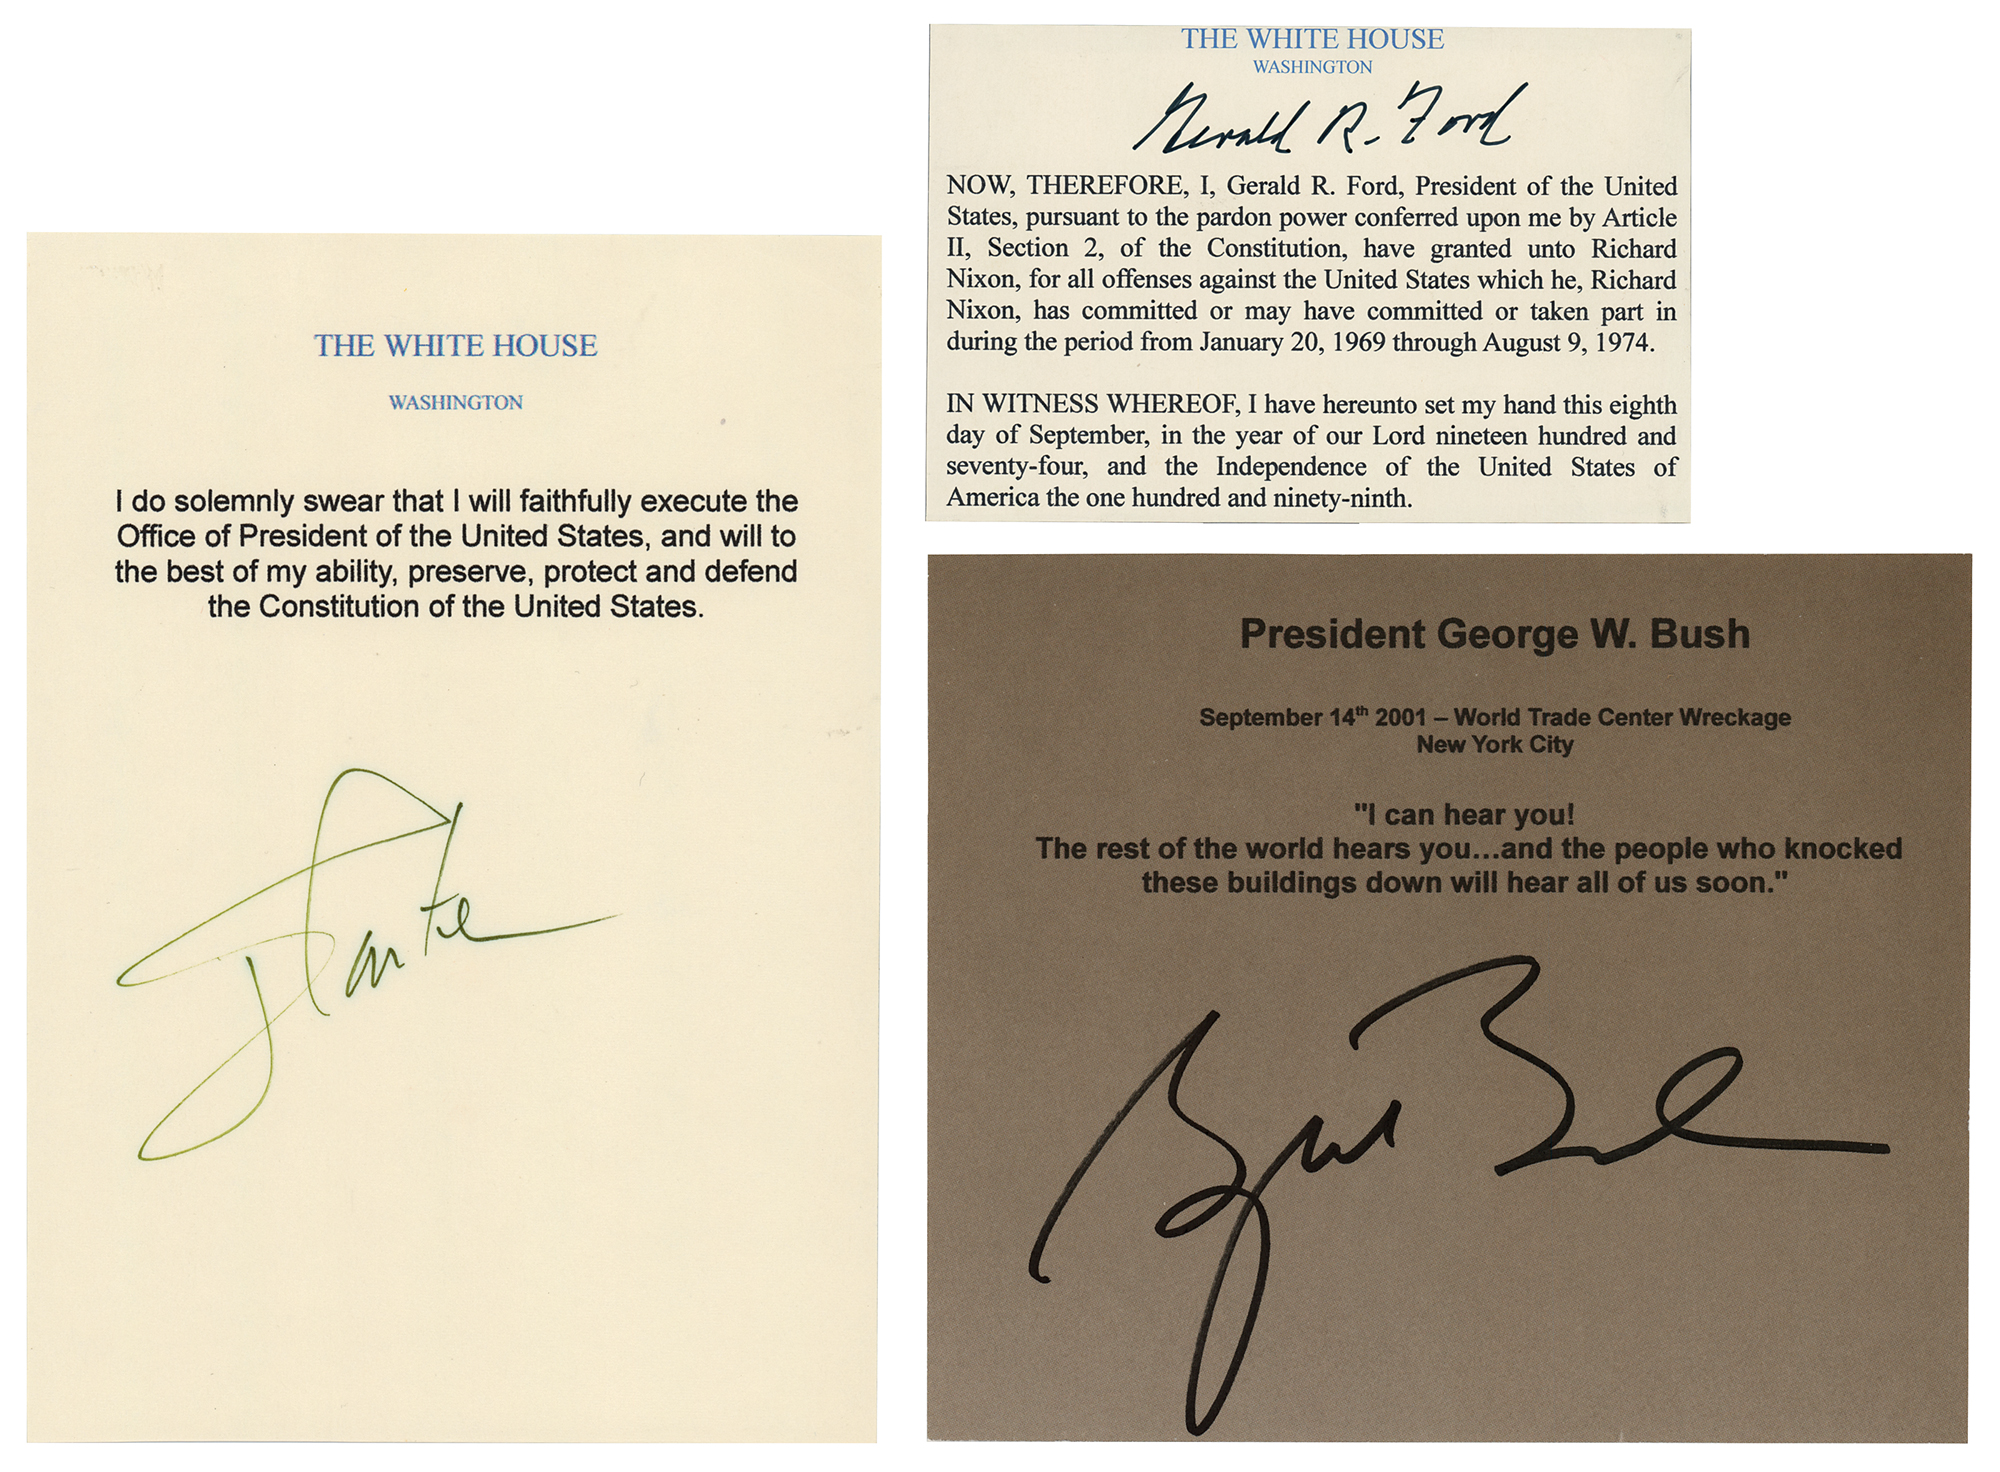 THE WHITE HOUSE
WASHINGTON
I do solemnly swear that I will faithfully execute the
Office of President of the United States, and will to
the best of my ability, preserve, protect and defend
the Constitution of the United States.
J Carter
THE WHITE HOUSE
WASHINGTON
Gerald R. Ford
NOW, THEREFORE, I, Gerald R. Ford, President of the United
States, pursuant to the pardon power conferred upon me by Article
II, Section 2, of the Constitution, have granted unto Richard
Nixon, for all offenses against the United States which he, Richard
Nixon, has committed or may have committed or taken part in
during the period from January 20, 1969 through August 9, 1974.
IN WITNESS WHEREOF, I have hereunto set my hand this eighth
day of September, in the year of our Lord nineteen hundred and
seventy-four, and the Independence of the United States of
America the one hundred and ninety-ninth.
President George W. Bush
September 14th 2001 – World Trade Center Wreckage
New York City
"I can hear you!
The rest of the world hears you...and the people who knocked
these buildings down will hear all of us soon."